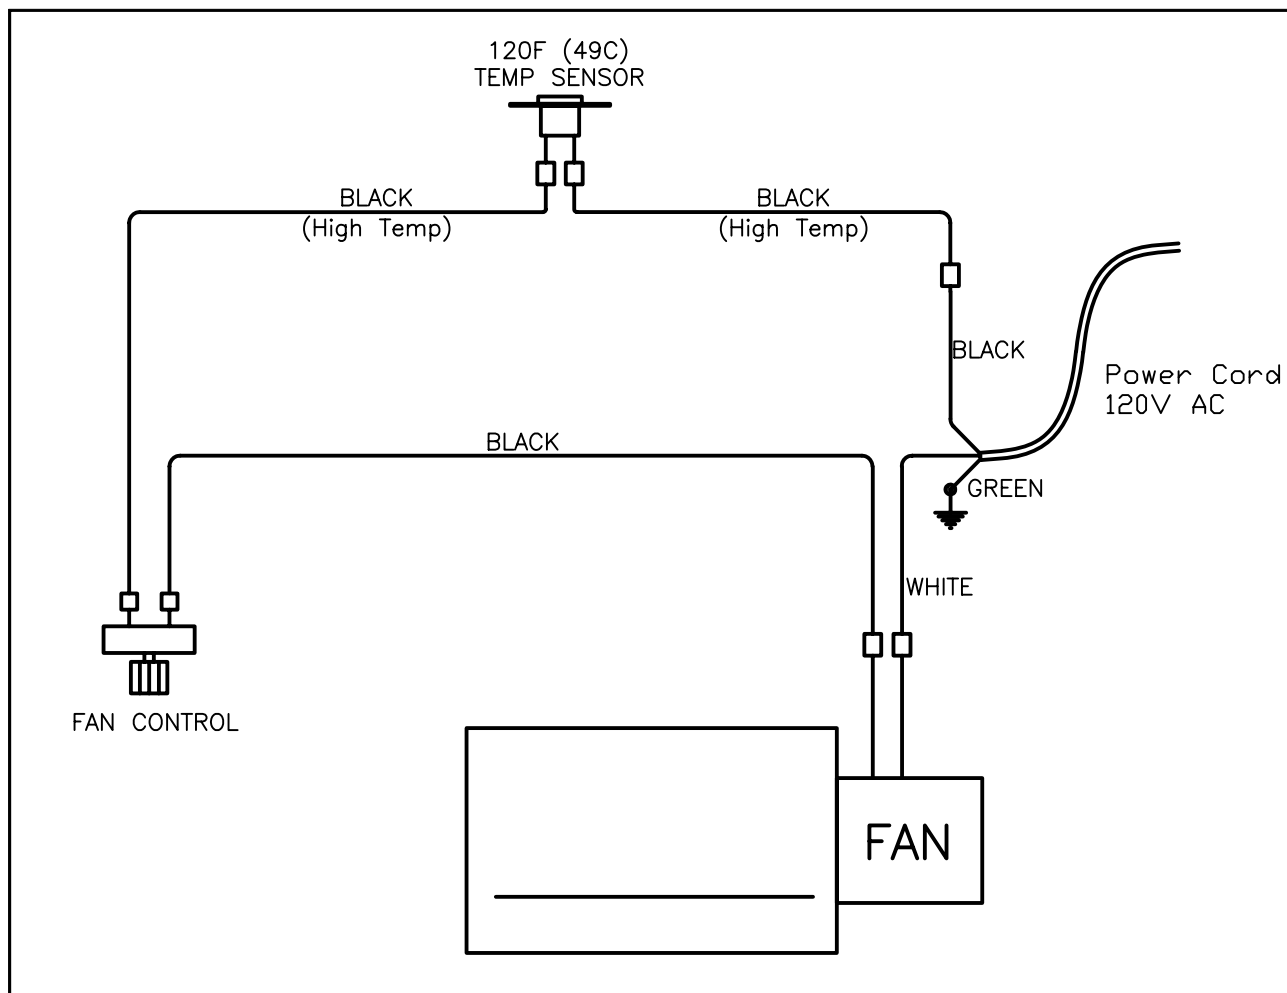 120F (49C)
TEMP SENSOR
BLACK
(High Temp)
BLACK
(High Temp)
BLACK
Power Cord
120V AC
BLACK
GREEN
WHITE
FAN CONTROL
FAN